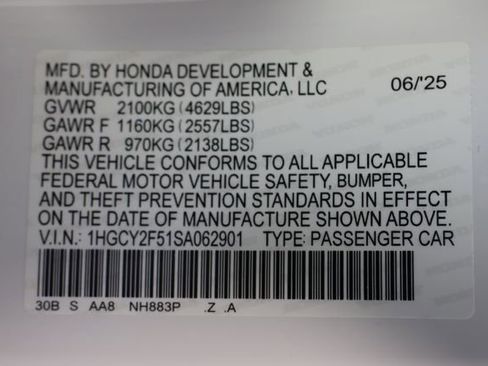 MFD. BY HONDA DEVELOPMENT &
MANUFACTURING OF AMERICA, LLC 06/25
GVWR 2100KG (4629LBS)
GAWR F 1160KG (2557LBS)
GAWR R 970KG (2138LBS)
THIS VEHICLE CONFORMS TO ALL APPLICABLE
FEDERAL MOTOR VEHICLE SAFETY, BUMPER,
AND THEFT PREVENTION STANDARDS IN EFFECT
ON THE DATE OF MANUFACTURE SHOWN ABOVE.
V.I.N.: 1HGCY2F51SA062901 TYPE: PASSENGER CAR
30B S AA8 NH883P .Z .A